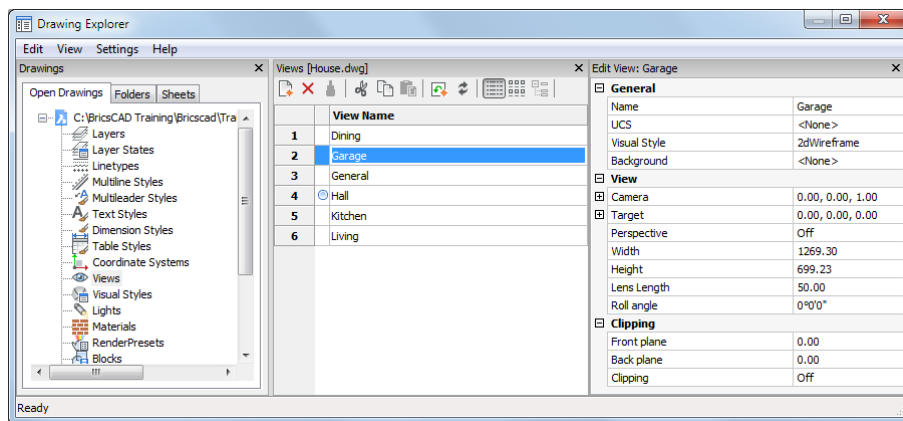 Drawing Explorer
Edit View Settings Help
Drawings
Open Drawings Folders Sheets
C:\BricsCAD Training\Bricscad\Tra
Layers
Layer States
Linetypes
Multiline Styles
Multileader Styles
Text Styles
Dimension Styles
Table Styles
Coordinate Systems
Views
Visual Styles
Lights
Materials
RenderPresets
Blocks
Views [House.dwg]
View Name
1 Dining
2 Garage
3 General
4 Hall
5 Kitchen
6 Living
Edit View: Garage
General
Name Garage
UCS <None>
Visual Style 2dWireframe
Background <None>
View
Camera 0.00, 0.00, 1.00
Target 0.00, 0.00, 0.00
Perspective Off
Width 1269.30
Height 699.23
Lens Length 50.00
Roll angle 0°0'0"
Clipping
Front plane 0.00
Back plane 0.00
Clipping Off
Ready